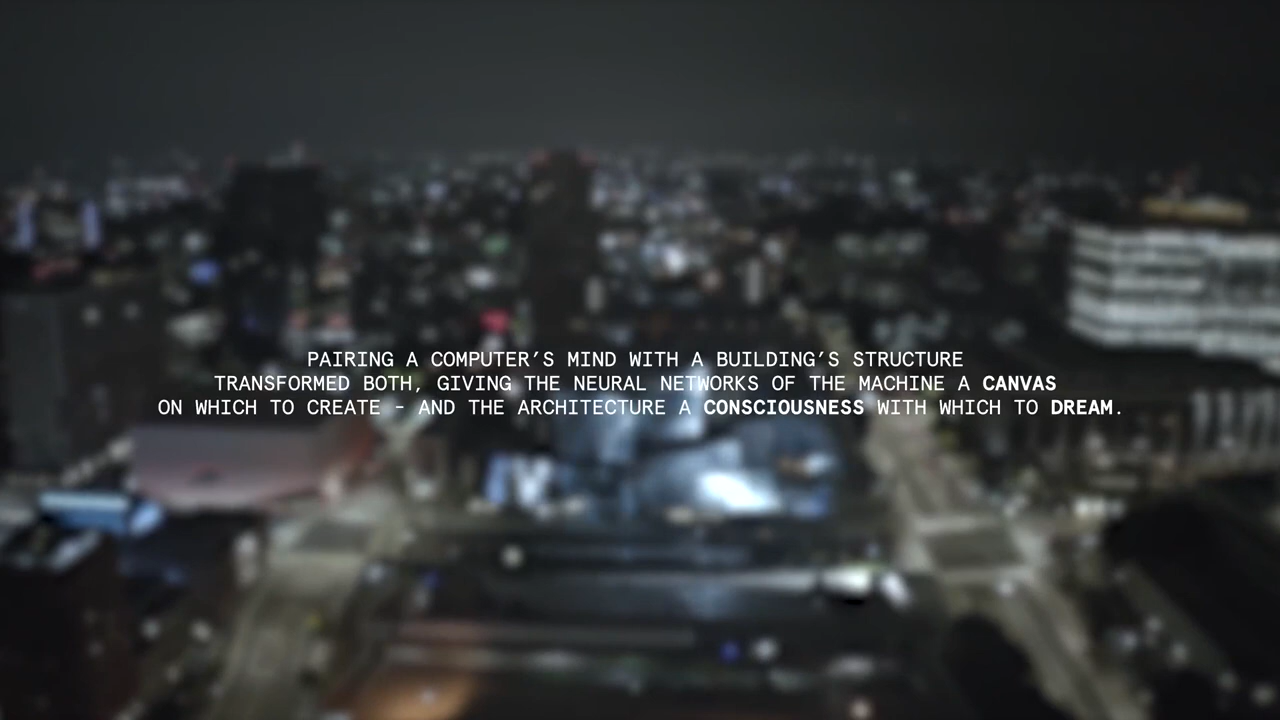 PAIRING A COMPUTER’S MIND WITH A BUILDING’S STRUCTURE
TRANSFORMED BOTH, GIVING THE NEURAL NETWORKS OF THE MACHINE A CANVAS
ON WHICH TO CREATE - AND THE ARCHITECTURE A CONSCIOUSNESS WITH WHICH TO DREAM.